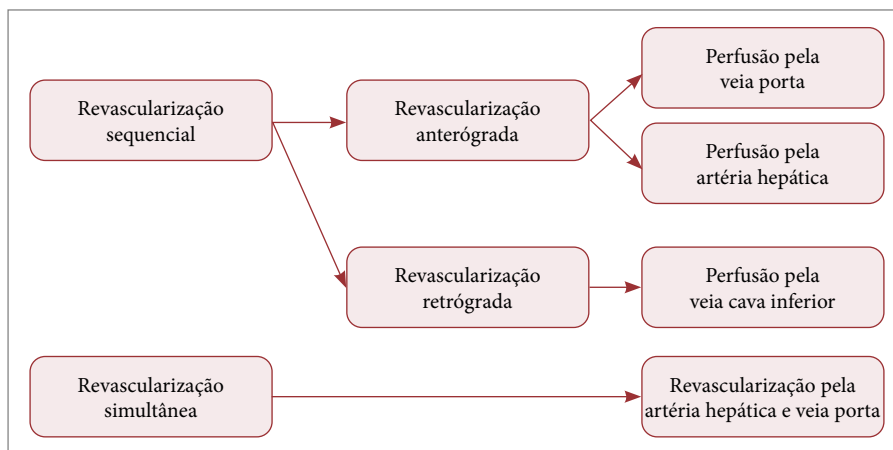 Revascularização
sequencial
Revascularização
anterógrada
Perfusão pela
veia porta
Perfusão pela
artéria hepática
Revascularização
retrógrada
Perfusão pela
veia cava inferior
Revascularização
simultânea
Revascularização pela
artéria hepática e veia porta